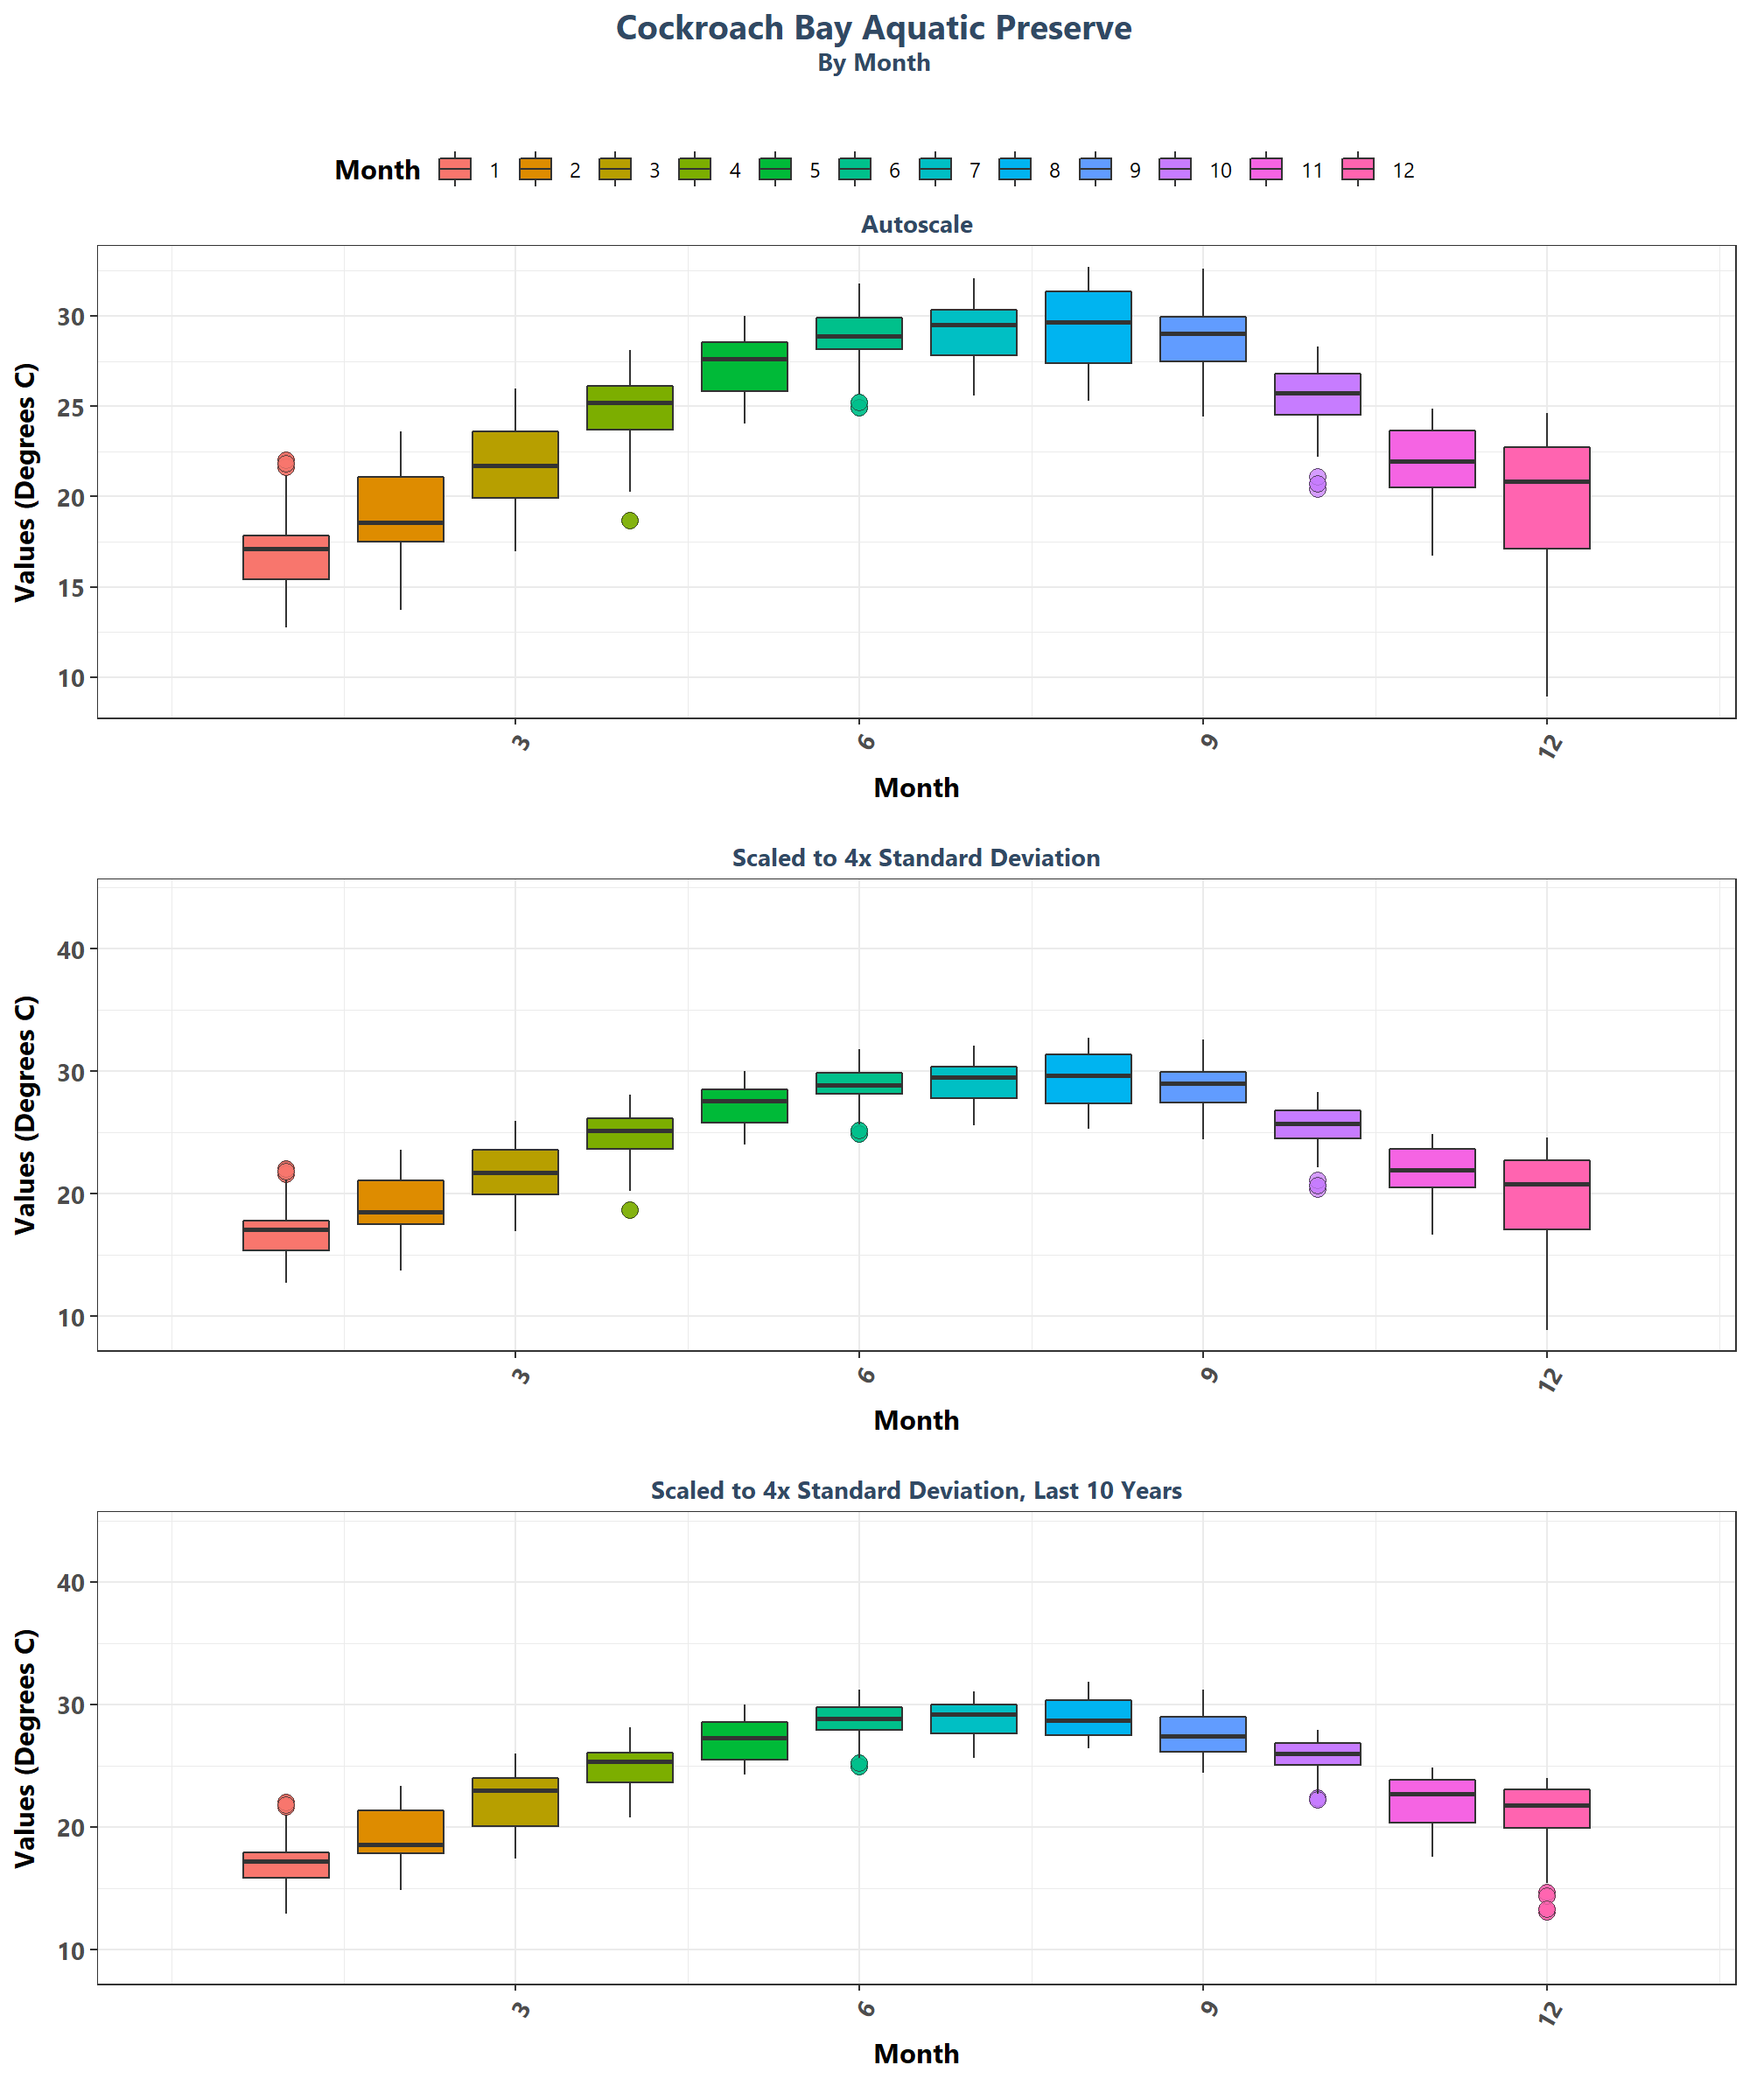 Cockroach Bay Aquatic Preserve
By Month
Month 1 2 3 4 5 6 7 8 9 10 11 12
Autoscale
Values (Degrees C)
30
25
20
15
10
3 6 9 12
Month
Scaled to 4x Standard Deviation
Values (Degrees C)
40
30
20
10
3 6 9 12
Month
Scaled to 4x Standard Deviation, Last 10 Years
Values (Degrees C)
40
30
20
10
3 6 9 12
Month